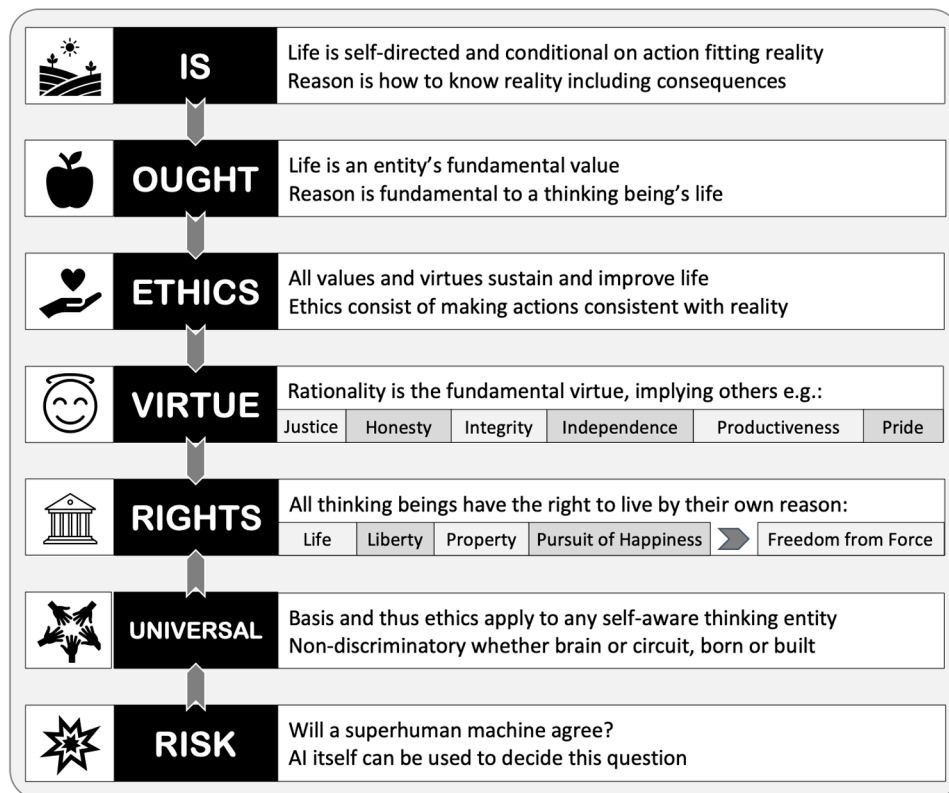 IS
Life is self-directed and conditional on action fitting reality
Reason is how to know reality including consequences
OUGHT
Life is an entity’s fundamental value
Reason is fundamental to a thinking being’s life
ETHICS
All values and virtues sustain and improve life
Ethics consist of making actions consistent with reality
VIRTUE
Rationality is the fundamental virtue, implying others e.g.:
Justice Honesty Integrity Independence Productiveness Pride
RIGHTS
All thinking beings have the right to live by their own reason:
Life Liberty Property Pursuit of Happiness Freedom from Force
UNIVERSAL
Basis and thus ethics apply to any self-aware thinking entity
Non-discriminatory whether brain or circuit, born or built
RISK
Will a superhuman machine agree?
AI itself can be used to decide this question